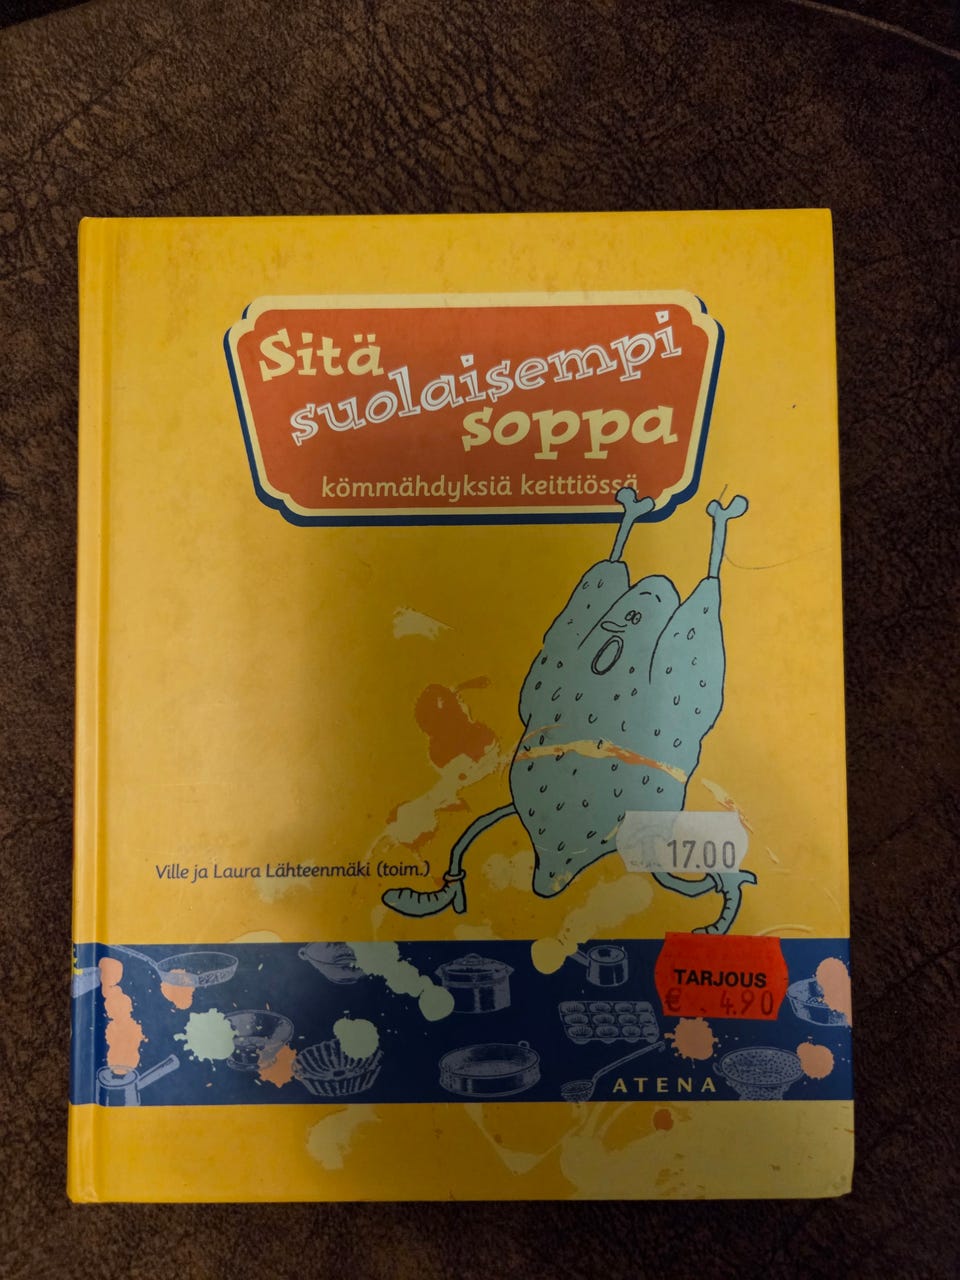 Sitä
suolaisempi
soppa
kömmähdyksiä keittiössä
17.00
Ville ja Laura Lähteenmäki (toim.)
TARJOUS
€ 4.90
ATENA